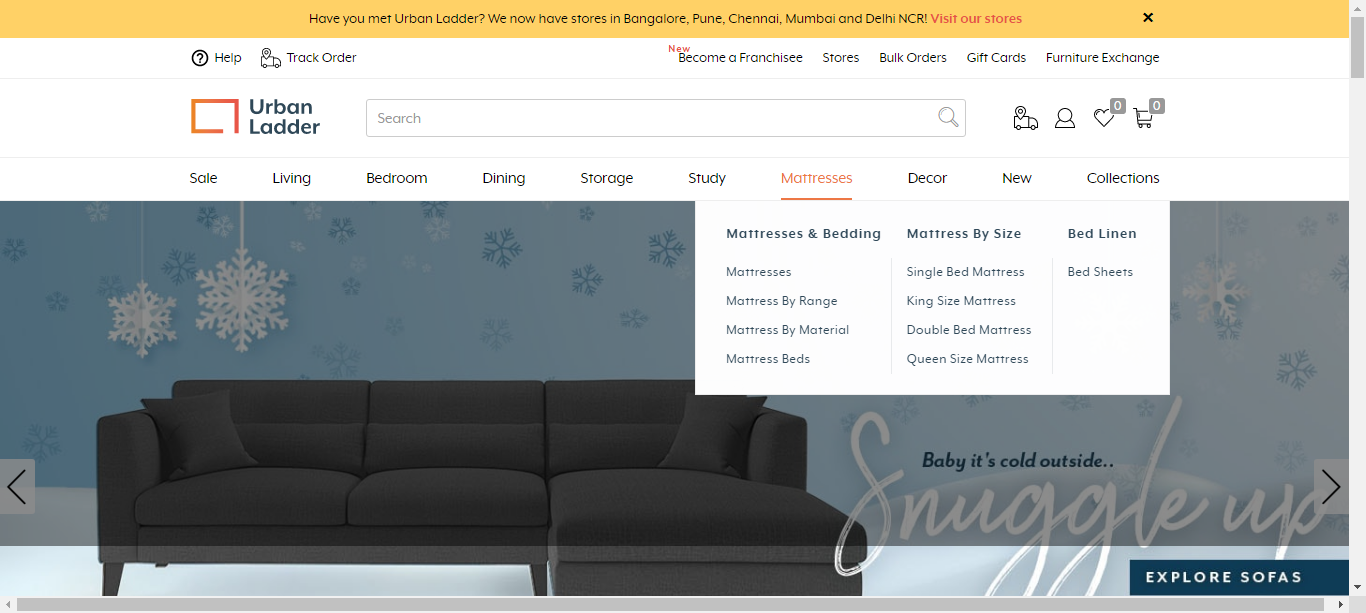 Have you met Urban Ladder? We now have stores in Bangalore, Pune, Chennai, Mumbai and Delhi NCR! Visit our stores
Help Track Order New Become a Franchisee Stores Bulk Orders Gift Cards Furniture Exchange
Urban
Ladder
Search
0 0
Sale Living Bedroom Dining Storage Study Mattresses Decor New Collections
Mattresses & Bedding
Mattresses
Mattress By Range
Mattress By Material
Mattress Beds
Mattress By Size
Single Bed Mattress
King Size Mattress
Double Bed Mattress
Queen Size Mattress
Bed Linen
Bed Sheets
Baby it's cold outside..
Snuggle up
EXPLORE SOFAS